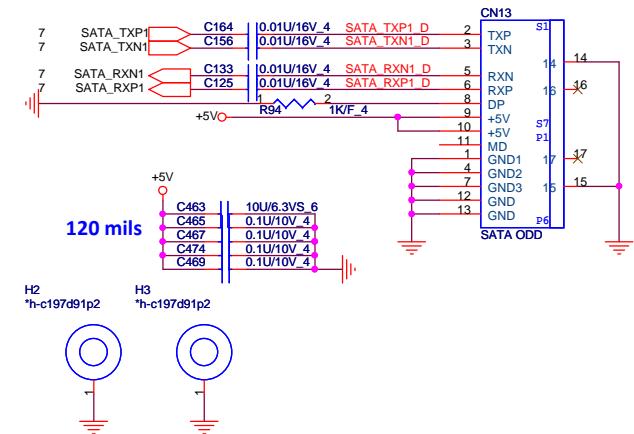 CN13
7 SATA_TXP1 C164 0.01U/16V_4 SATA_TXP1_D 2 TXP S1
7 SATA_TXN1 C156 0.01U/16V_4 SATA_TXN1_D 3 TXN
14 14
7 SATA_RXN1 C133 0.01U/16V_4 SATA_RXN1_D 5 RXN
7 SATA_RXP1 C125 0.01U/16V_4 SATA_RXP1_D 6 RXP 16 16
1 R94 2 1K/F_4 8 DP
+5V 9 +5V S7
10 +5V P1
11 MD
1 GND1 17 17
4 GND2
7 GND3 15 15
12 GND
13 GND P6
SATA ODD
+5V
120 mils
C463 10U/6.3VS_6
C465 0.1U/10V_4
C467 0.1U/10V_4
C474 0.1U/10V_4
C469 0.1U/10V_4
H2 H3
*h-c197d91p2 *h-c197d91p2
1 1